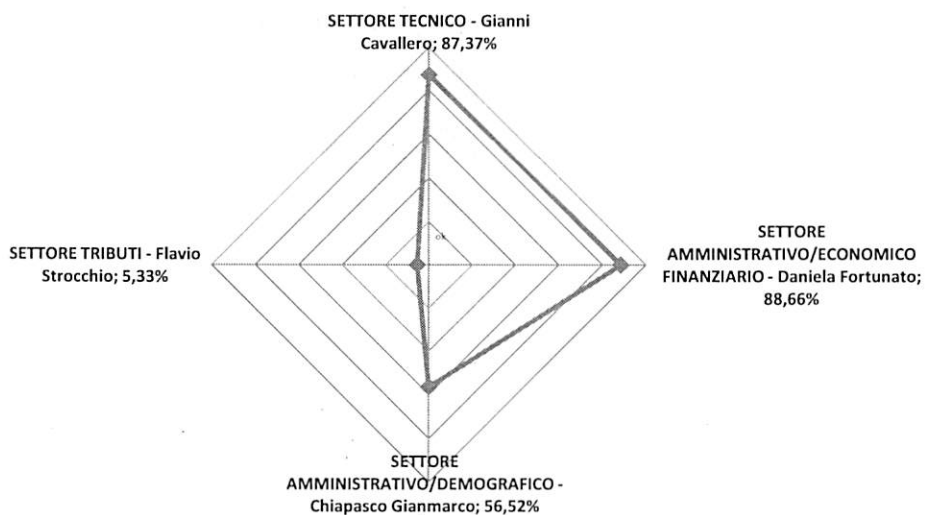 SETTORE TECNICO - Gianni
Cavallero; 87,37%
ok
SETTORE TRIBUTI - Flavio
Strocchio; 5,33%
SETTORE
AMMINISTRATIVO/ECONOMICO
FINANZIARIO - Daniela Fortunato;
88,66%
SETTORE
AMMINISTRATIVO/DEMOGRAFICO -
Chiapasco Gianmarco; 56,52%